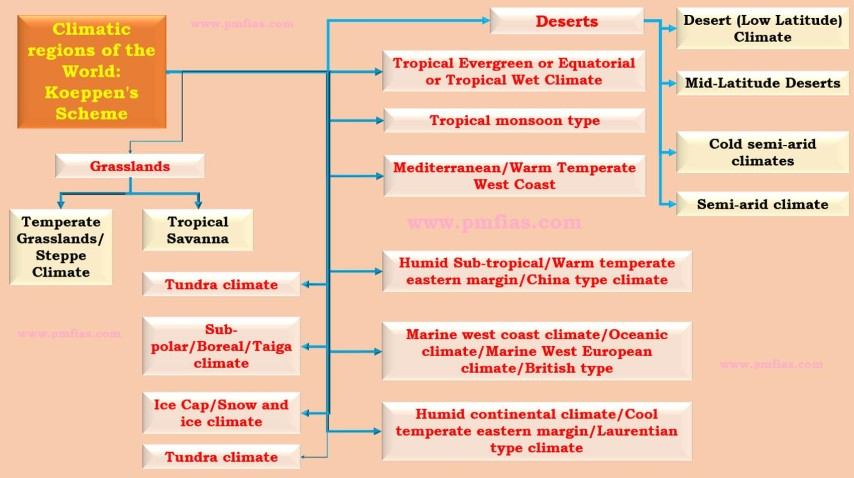 Climatic
regions of the
World:
Koeppen's
Scheme
www.pmfias.com
Deserts
Desert (Low Latitude)
Climate
Mid-Latitude Deserts
Cold semi-arid
climates
Semi-arid climate
Tropical Evergreen or Equatorial
or Tropical Wet Climate
Tropical monsoon type
Mediterranean/Warm Temperate
West Coast
www.pmfias.com
Grasslands
Temperate
Grasslands/
Steppe
Climate
Tropical
Savanna
Tundra climate
Humid Sub-tropical/Warm temperate
eastern margin/China type climate
www.pmfias.com
Sub-
polar/Boreal/Taiga
climate
Marine west coast climate/Oceanic
climate/Marine West European
climate/British type
www.pmfias.com
Ice Cap/Snow and
ice climate
Humid continental climate/Cool
temperate eastern margin/Laurentian
type climate
Tundra climate